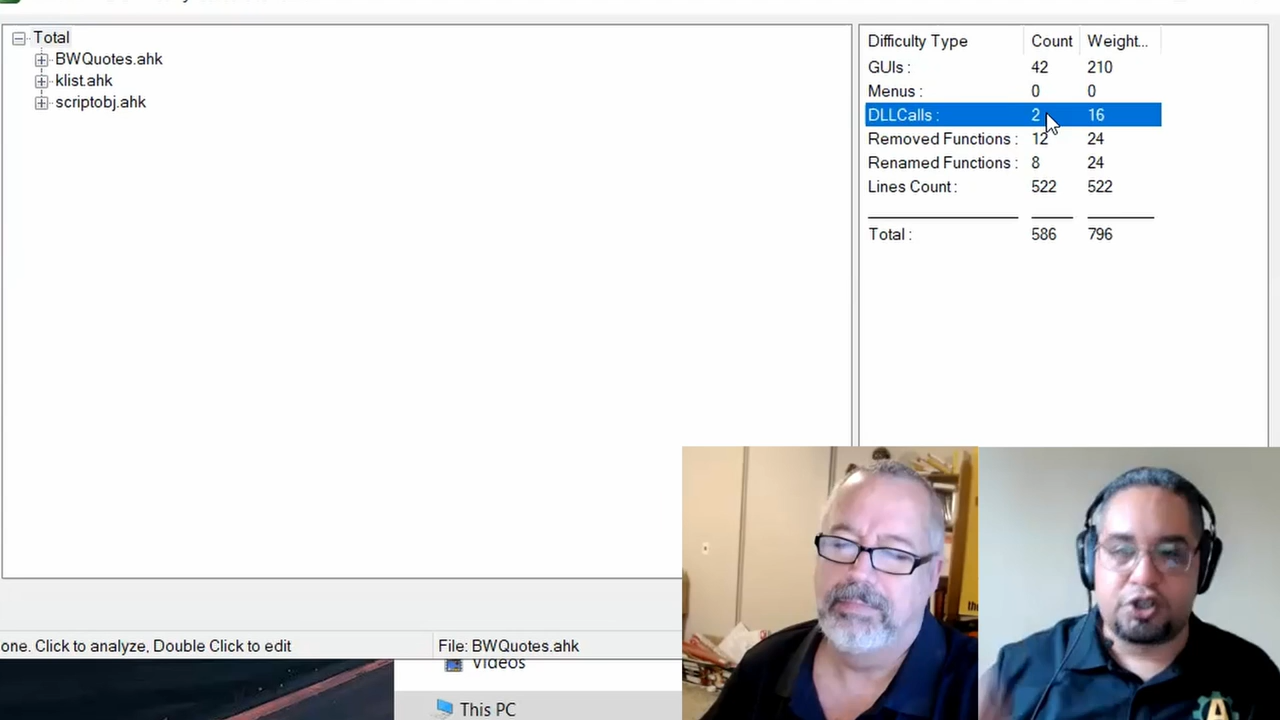 Total
BWQuotes.ahk
klist.ahk
scriptobj.ahk
Difficulty Type Count Weight...
GUIs : 42 210
Menus : 0 0
DLLCalls : 2 16
Removed Functions : 12 24
Renamed Functions : 8 24
Lines Count : 522 522
Total : 586 796
one. Click to analyze, Double Click to edit
File: BWQuotes.ahk
Videos
This PC
A